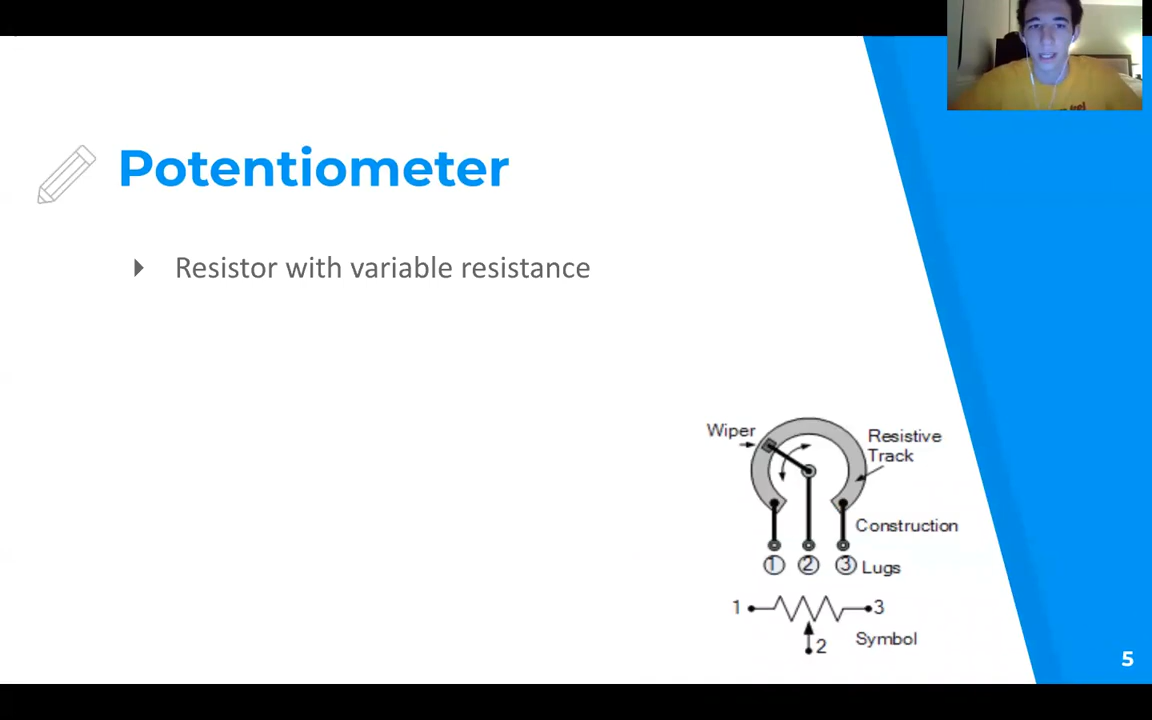 Potentiometer
Resistor with variable resistance
Wiper
Resistive
Track
Construction
1 2 3 Lugs
1 3
2 Symbol
5